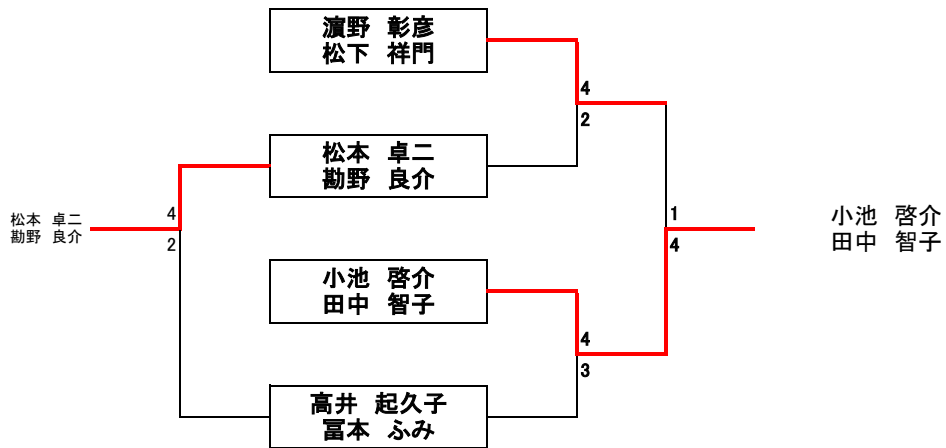 濵野 彰彦
松下 祥門
4
2
松本 卓二
勘野 良介
4
2
松本 卓二
勘野 良介
1
4
小池 啓介
田中 智子
小池 啓介
田中 智子
4
3
高井 起久子
冨本 ふみ